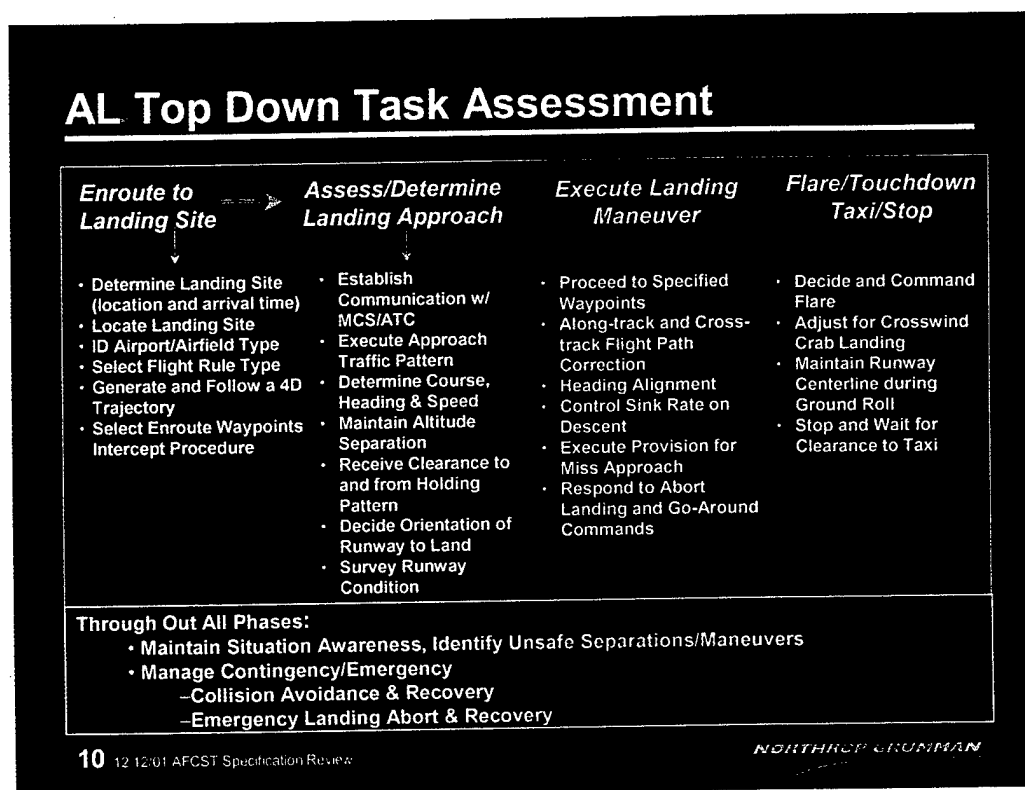 AL Top Down Task Assessment
Enroute to
Landing Site
• Determine Landing Site
(location and arrival time)
• Locate Landing Site
• ID Airport/Airfield Type
• Select Flight Rule Type
• Generate and Follow a 4D
Trajectory
• Select Enroute Waypoints
Intercept Procedure
Assess/Determine
Landing Approach
• Establish
Communication w/
MCS/ATC
• Execute Approach
Traffic Pattern
• Determine Course,
Heading & Speed
• Maintain Altitude
Separation
• Receive Clearance to
and from Holding
Pattern
• Decide Orientation of
Runway to Land
• Survey Runway
Condition
Execute Landing
Maneuver
• Proceed to Specified
Waypoints
• Along-track and Cross-
track Flight Path
Correction
• Heading Alignment
• Control Sink Rate on
Descent
• Execute Provision for
Miss Approach
• Respond to Abort
Landing and Go-Around
Commands
Flare/Touchdown
Taxi/Stop
• Decide and Command
Flare
• Adjust for Crosswind
Crab Landing
• Maintain Runway
Centerline during
Ground Roll
• Stop and Wait for
Clearance to Taxi
Through Out All Phases:
• Maintain Situation Awareness, Identify Unsafe Separations/Maneuvers
• Manage Contingency/Emergency
–Collision Avoidance & Recovery
–Emergency Landing Abort & Recovery
10 12 12/01 AFCST Specification Review
NORTHROP GRUMMAN